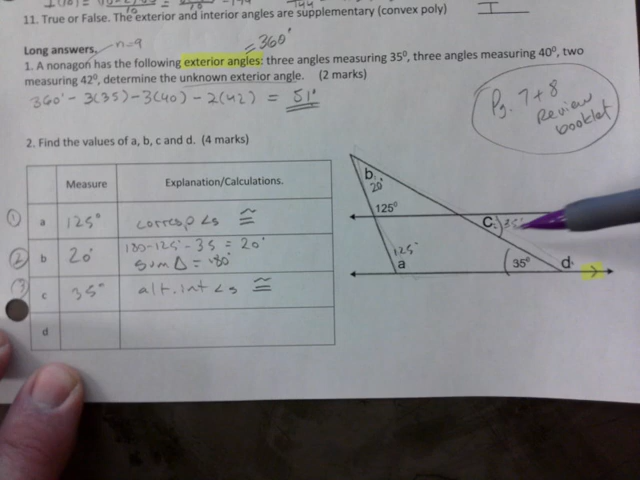 11. True or False. The exterior and interior angles are supplementary (convex poly) T
Long answers. n=9 = 360°
1. A nonagon has the following exterior angles: three angles measuring 35°, three angles measuring 40°, two
measuring 42°, determine the unknown exterior angle. (2 marks)
360° - 3(35) - 3(40) - 2(42) = 51°
Pg. 7+8
Review
booklet
2. Find the values of a, b, c and d. (4 marks)
Measure Explanation/Calculations.
① a 125° corresp ∠s ≅
② b 20° 180-125-35 = 20°
sum Δ = 180°
③ c 35° alt. int ∠s ≅
d
b
20°
125°
c 35°
125°
a 35° d